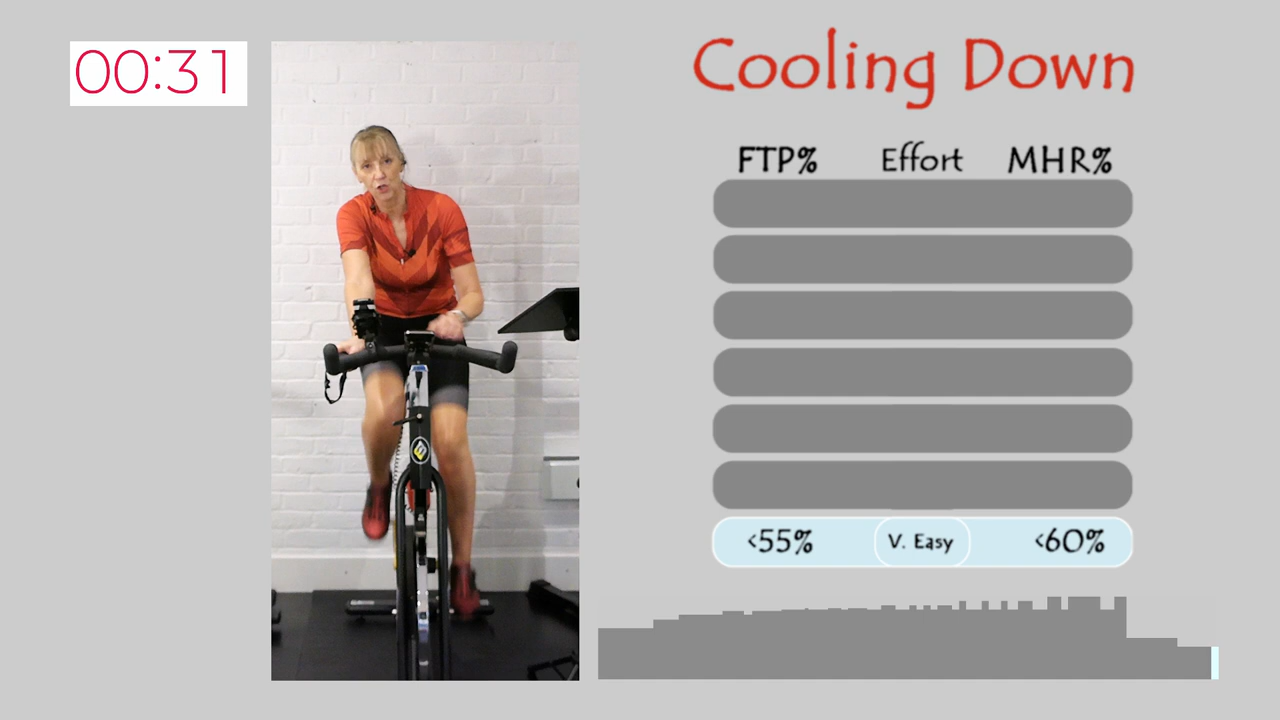 00:31
Cooling Down
FTP% Effort MHR%
<55% V. Easy <60%